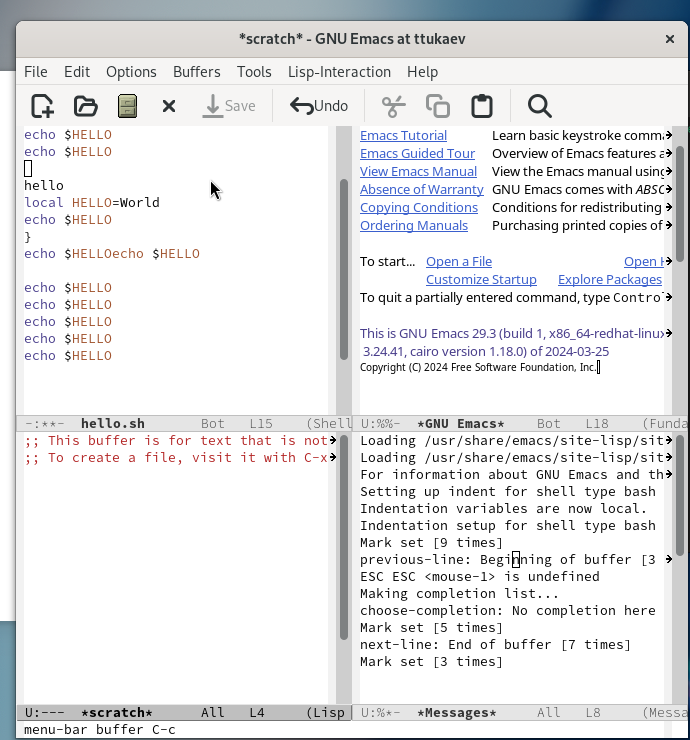 *scratch* - GNU Emacs at ttukaev
File Edit Options Buffers Tools Lisp-Interaction Help
Save Undo
echo $HELLO
echo $HELLO
hello
local HELLO=World
echo $HELLO
}
echo $HELLOecho $HELLO
echo $HELLO
echo $HELLO
echo $HELLO
echo $HELLO
echo $HELLO
-:**- hello.sh Bot L15 (Shell
Emacs Tutorial Learn basic keystroke comma
Emacs Guided Tour Overview of Emacs features a
View Emacs Manual View the Emacs manual using
Absence of Warranty GNU Emacs comes with ABSC
Copying Conditions Conditions for redistributing
Ordering Manuals Purchasing printed copies of
To start... Open a File Open H
Customize Startup Explore Packages
To quit a partially entered command, type Control
This is GNU Emacs 29.3 (build 1, x86_64-redhat-linux
3.24.41, cairo version 1.18.0) of 2024-03-25
Copyright (C) 2024 Free Software Foundation, Inc.
U:%%- *GNU Emacs* Bot L18 (Funda
;; This buffer is for text that is not
;; To create a file, visit it with C-x
U:--- *scratch* All L4 (Lisp
Loading /usr/share/emacs/site-lisp/sit
Loading /usr/share/emacs/site-lisp/sit
For information about GNU Emacs and th
Setting up indent for shell type bash
Indentation variables are now local.
Indentation setup for shell type bash
Mark set [9 times]
previous-line: Beginning of buffer [3
ESC ESC <mouse-1> is undefined
Making completion list...
choose-completion: No completion here
Mark set [5 times]
next-line: End of buffer [7 times]
Mark set [3 times]
U:%*- *Messages* All L8 (Messa
menu-bar buffer C-c